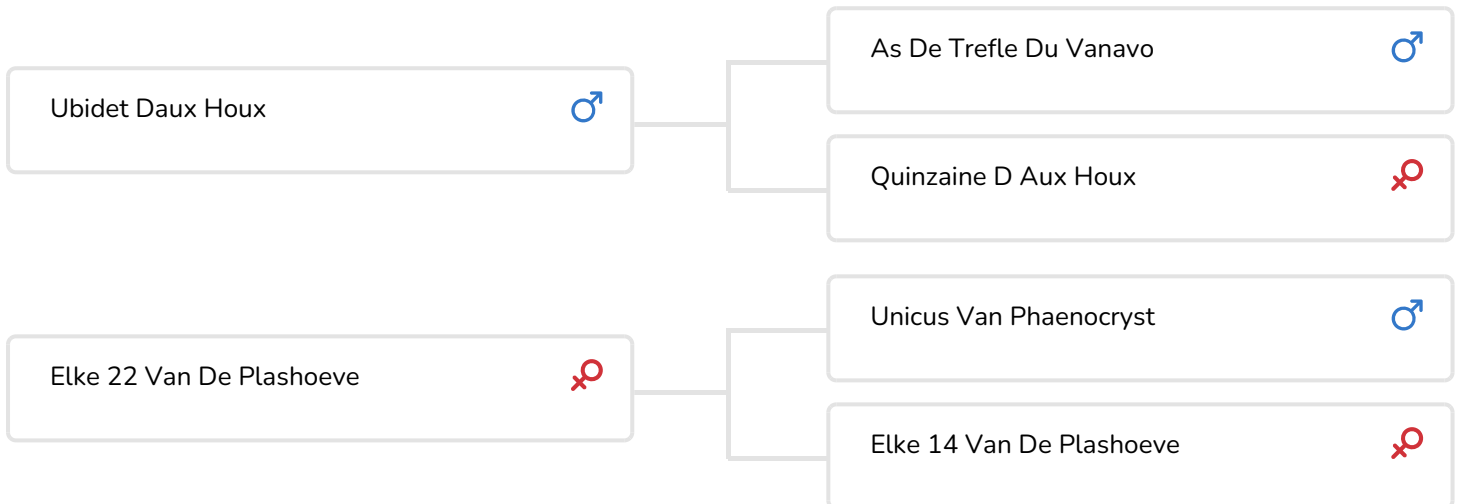 As De Trefle Du Vanavo
Ubidet Daux Houx
Quinzaine D Aux Houx
Unicus Van Phaenocryst
Elke 22 Van De Plashoeve
Elke 14 Van De Plashoeve